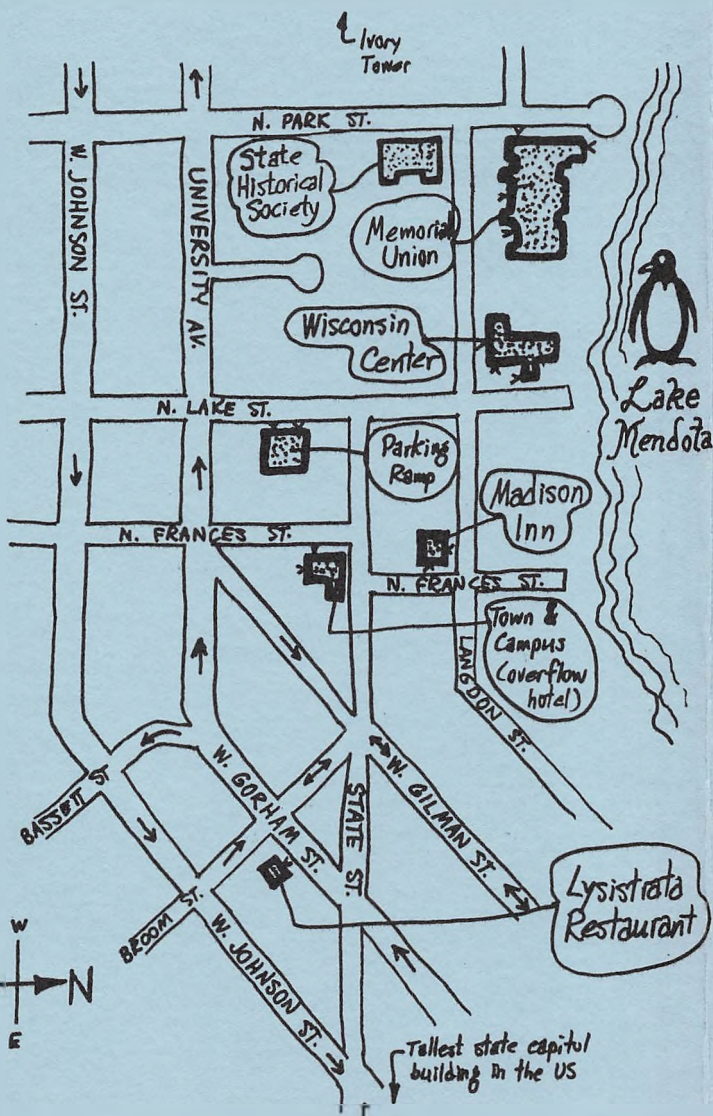 Ivory
Tower
N. PARK ST.
State
Historical
Society
Memorial
Union
W. JOHNSON ST.
UNIVERSITY AV.
Wisconsin
Center
Lake
Mendota
N. LAKE ST.
Parking
Ramp
Madison
Inn
N. FRANCES ST.
N. FRANCES ST.
Town &
Campus
(overflow
hotel)
LANGDON ST.
BASSETT ST
W. GORHAM ST.
STATE ST.
W. GILMAN ST.
BROOM ST.
W. JOHNSON ST.
Lysistrata
Restaurant
W
N
E
Tallest state capitol
building in the US